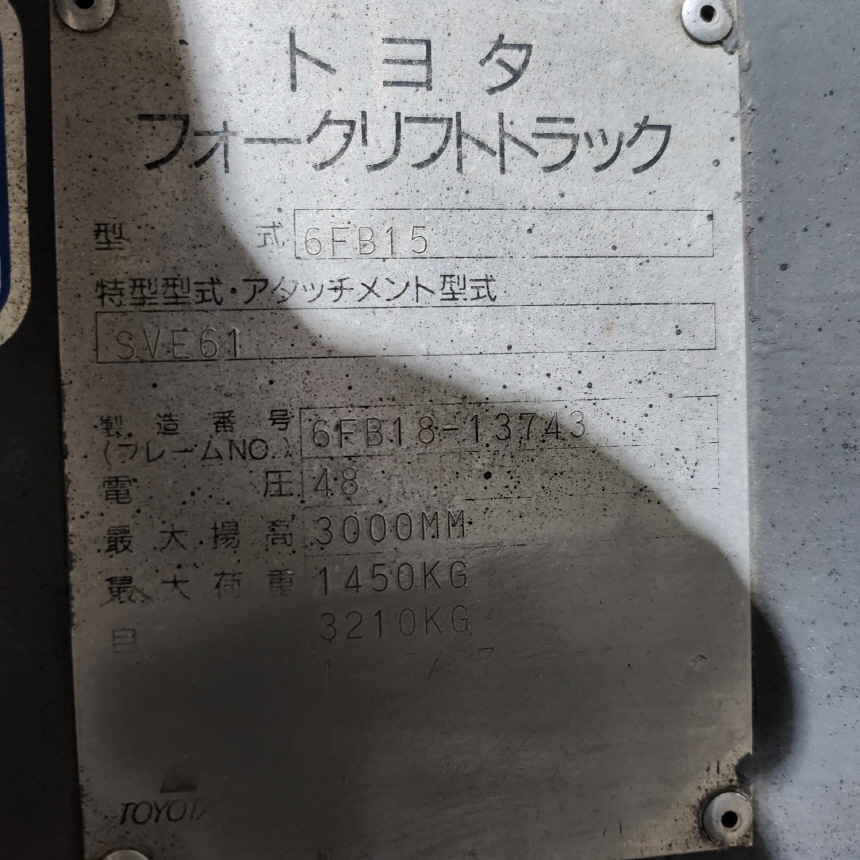 トヨタ
フォークリフトトラック
型式 6FB15
特型型式・アタッチメント型式
SVE61
製造番号 6FB18-13743
(フレームNO.)
電圧 48 V
最大揚高 3000MM
最大荷重 1450KG
自 3210KG
TOYOTA